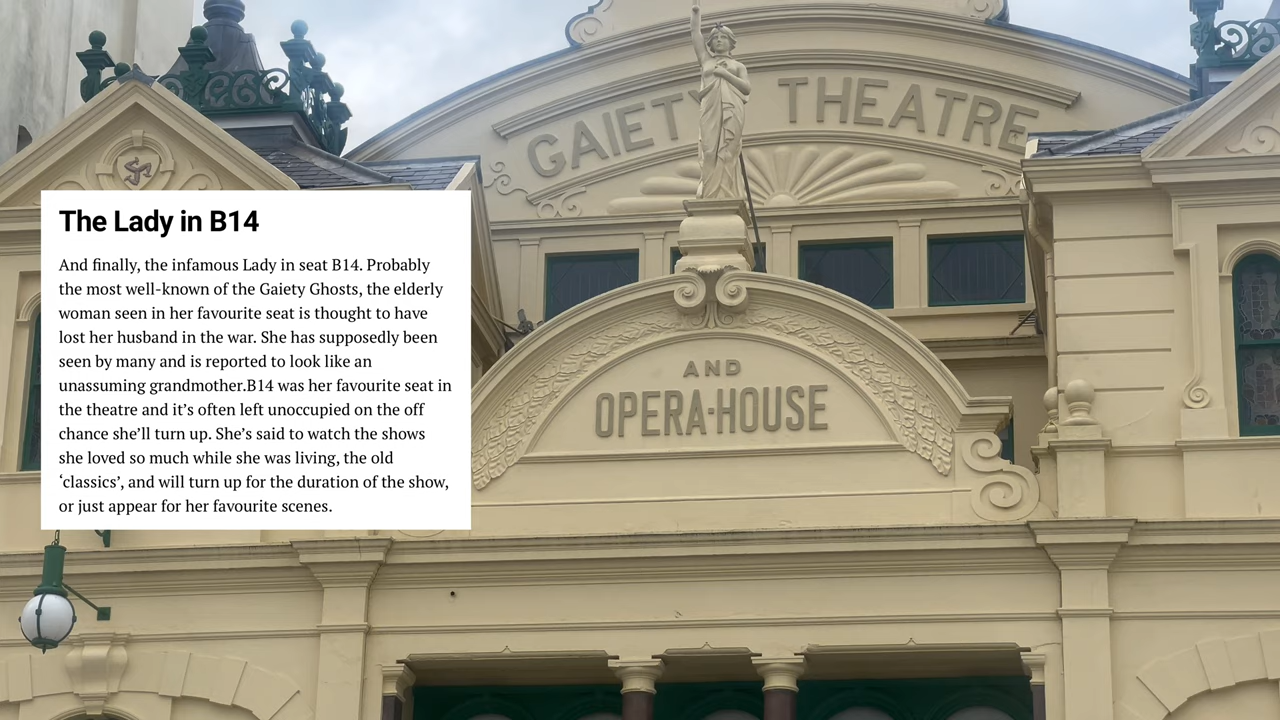 GAIETY THEATRE
AND
OPERA-HOUSE
The Lady in B14
And finally, the infamous Lady in seat B14. Probably
the most well-known of the Gaiety Ghosts, the elderly
woman seen in her favourite seat is thought to have
lost her husband in the war. She has supposedly been
seen by many and is reported to look like an
unassuming grandmother.B14 was her favourite seat in
the theatre and it’s often left unoccupied on the off
chance she’ll turn up. She’s said to watch the shows
she loved so much while she was living, the old
‘classics’, and will turn up for the duration of the show,
or just appear for her favourite scenes.